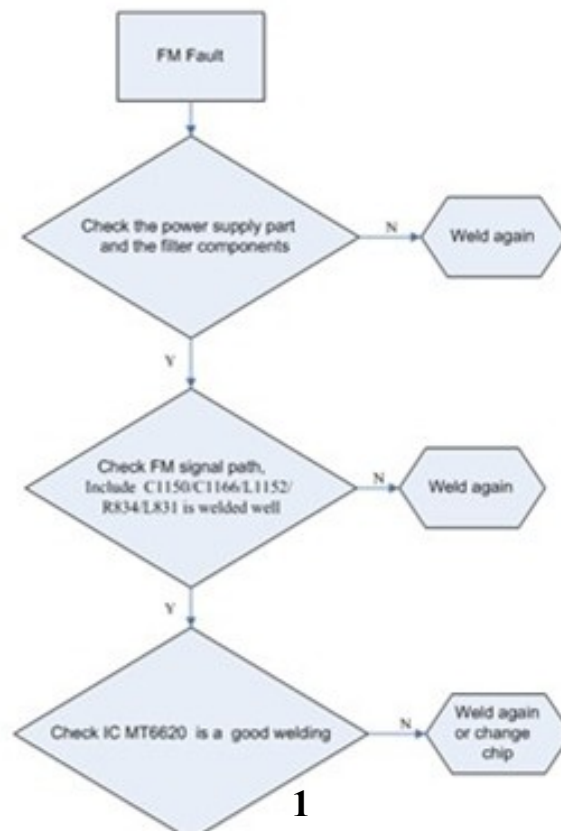 FM Fault
Check the power supply part
and the filter components
N
Weld again
Y
Check FM signal path,
Include C1150/C1166/L1152/
R834/L831 is welded well
N
Weld again
Y
Check IC MT6620 is a good welding
N
Weld again
or change
chip
1